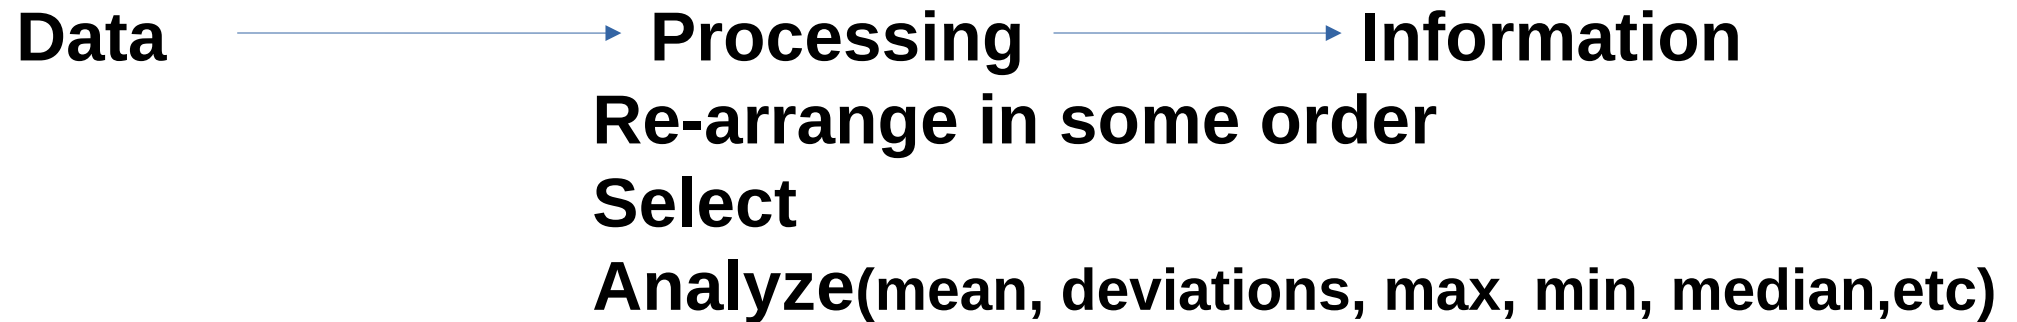 Data Processing Information
Re-arrange in some order
Select
Analyze(mean, deviations, max, min, median,etc)